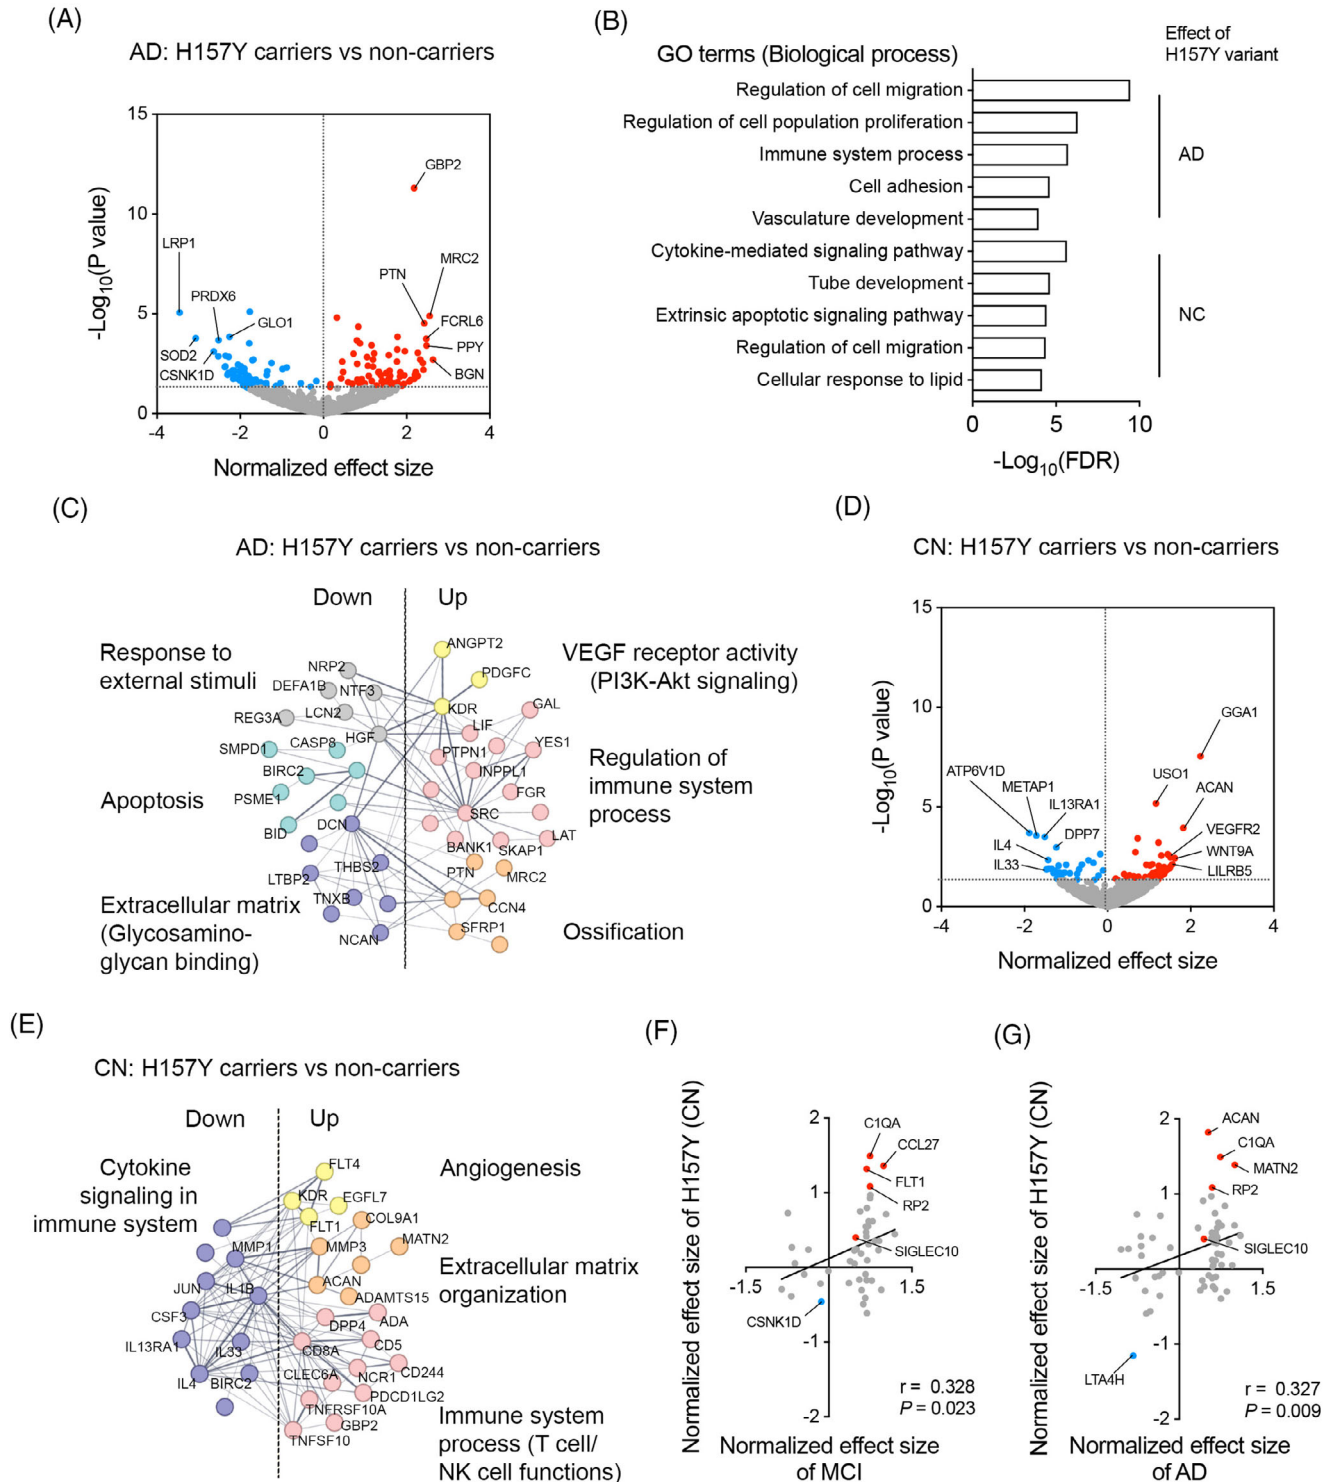 (A)
AD: H157Y carriers vs non-carriers
15
10
5
0
-4
-2
0
2
4
-Log10(P value)
Normalized effect size
GBP2
LRP1
PRDX6
GLO1
SOD2
CSNK1D
PTN
MRC2
FCRL6
PPY
BGN
(B)
GO terms (Biological process)
Effect of
H157Y variant
Regulation of cell migration
Regulation of cell population proliferation
Immune system process
Cell adhesion
Vasculature development
Cytokine-mediated signaling pathway
Tube development
Extrinsic apoptotic signaling pathway
Regulation of cell migration
Cellular response to lipid
AD
NC
0
5
10
-Log10(FDR)
(C)
AD: H157Y carriers vs non-carriers
Down
Up
Response to
external stimuli
Apoptosis
Extracellular matrix
(Glycosamino-
glycan binding)
VEGF receptor activity
(PI3K-Akt signaling)
Regulation of
immune system
process
Ossification
NRP2
DEFA1B
NTF3
LCN2
REG3A
HGF
SMPD1
CASP8
BIRC2
PSME1
BID
DCN
THBS2
LTBP2
TNXB
NCAN
ANGPT2
PDGFC
KDR
GAL
LIF
YES1
PTPN1
INPPL1
FGR
SRC
LAT
BANK1
SKAP1
PTN
MRC2
CCN4
SFRP1
(D)
CN: H157Y carriers vs non-carriers
15
10
5
0
-4
-2
0
2
4
-Log10(P value)
Normalized effect size
GGA1
USO1
ACAN
VEGFR2
WNT9A
LILRB5
ATP6V1D
METAP1
IL13RA1
DPP7
IL4
IL33
(E)
CN: H157Y carriers vs non-carriers
Down
Up
Cytokine
signaling in
immune system
Angiogenesis
Extracellular matrix
organization
Immune system
process (T cell/
NK cell functions)
FLT4
KDR
EGFL7
FLT1
COL9A1
MMP1
MMP3
MATN2
JUN
IL1B
ACAN
ADAMTS15
CSF3
DPP4
ADA
IL13RA1
IL33
CD8A
CD5
CLEC6A
NCR1
CD244
IL4
BIRC2
PDCD1LG2
TNFRSF10A
GBP2
TNFSF10
(F)
Normalized effect size of H157Y (CN)
2
1
-1
-2
-1.5
1.5
C1QA
CCL27
FLT1
RP2
SIGLEC10
CSNK1D
r = 0.328
P = 0.023
Normalized effect size
of MCI
(G)
Normalized effect size of H157Y (CN)
2
1
-1
-2
-1.5
1.5
ACAN
C1QA
MATN2
RP2
SIGLEC10
LTA4H
r = 0.327
P = 0.009
Normalized effect size
of AD